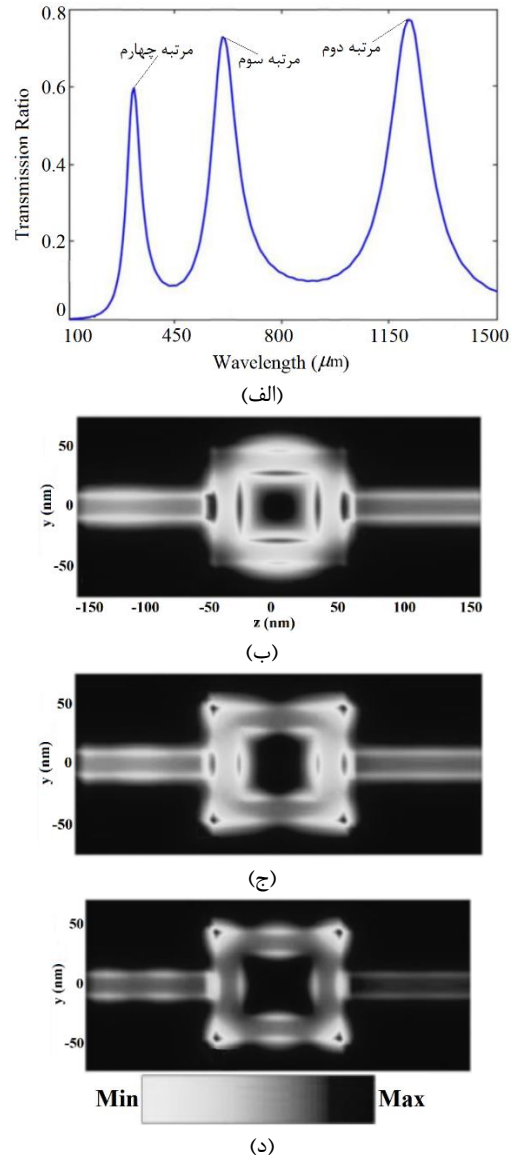 0.8
مرتبه دوم
مرتبه سوم
مرتبه چهارم
0.6
0.4
0.2
0
Transmission Ratio
100 450 800 1150 1500
Wavelength (μm)
(الف)
50
0
-50
y (nm)
-150 -100 -50 0 50 100 150
z (nm)
(ب)
50
0
-50
y (nm)
(ج)
50
0
-50
y (nm)
Min Max
(د)